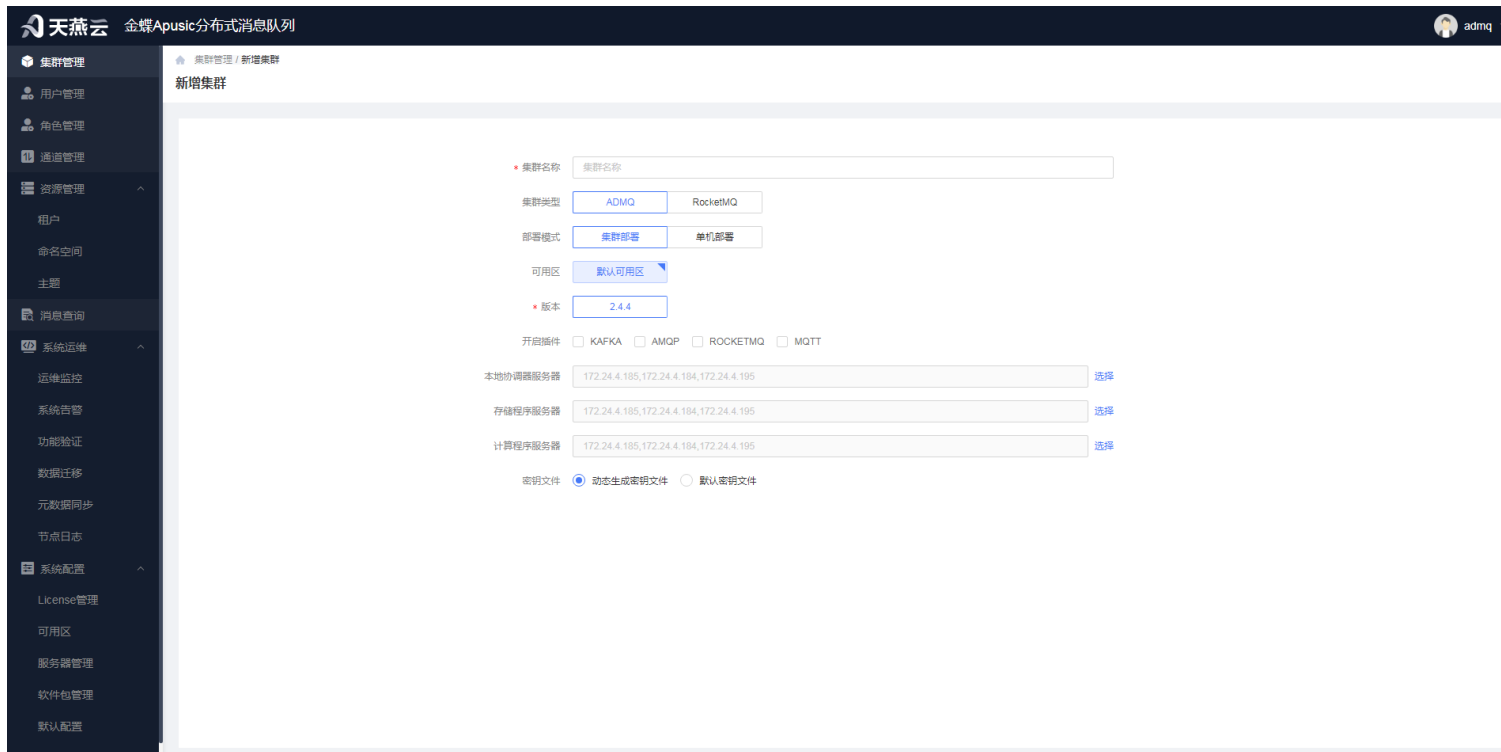 天燕云 金蝶Apusic分布式消息队列
admq
集群管理
用户管理
角色管理
通道管理
资源管理
租户
命名空间
主题
消息查询
系统运维
运维监控
系统告警
功能验证
数据迁移
元数据同步
节点日志
系统配置
License管理
可用区
服务器管理
软件包管理
默认配置
集群管理 / 新增集群
新增集群
* 集群名称 集群名称
集群类型 ADMQ RocketMQ
部署模式 集群部署 单机部署
可用区 默认可用区
* 版本 2.4.4
开启插件 KAFKA AMQP ROCKETMQ MQTT
本地协调器服务器 172.24.4.185,172.24.4.184,172.24.4.195 选择
存储程序服务器 172.24.4.185,172.24.4.184,172.24.4.195 选择
计算程序服务器 172.24.4.185,172.24.4.184,172.24.4.195 选择
密钥文件 动态生成密钥文件 默认密钥文件